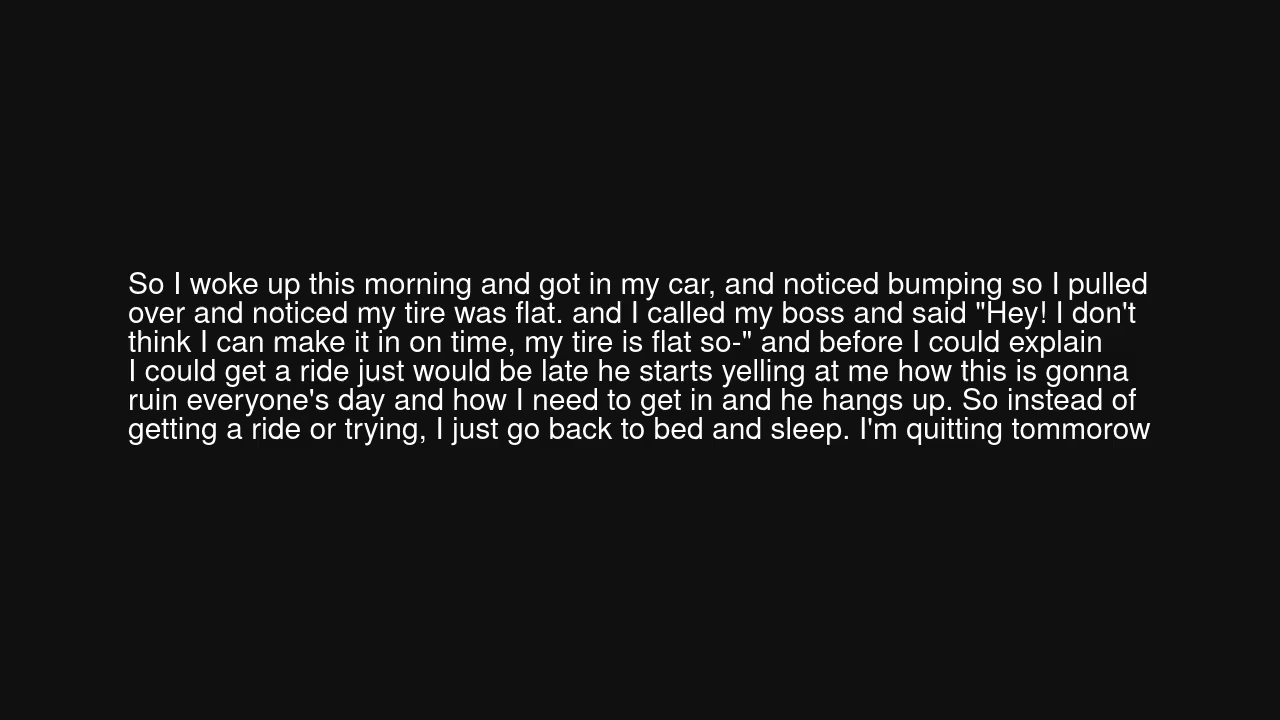 So I woke up this morning and got in my car, and noticed bumping so I pulled
over and noticed my tire was flat. and I called my boss and said "Hey! I don't
think I can make it in on time, my tire is flat so-" and before I could explain
I could get a ride just would be late he starts yelling at me how this is gonna
ruin everyone's day and how I need to get in and he hangs up. So instead of
getting a ride or trying, I just go back to bed and sleep. I'm quitting tommorow